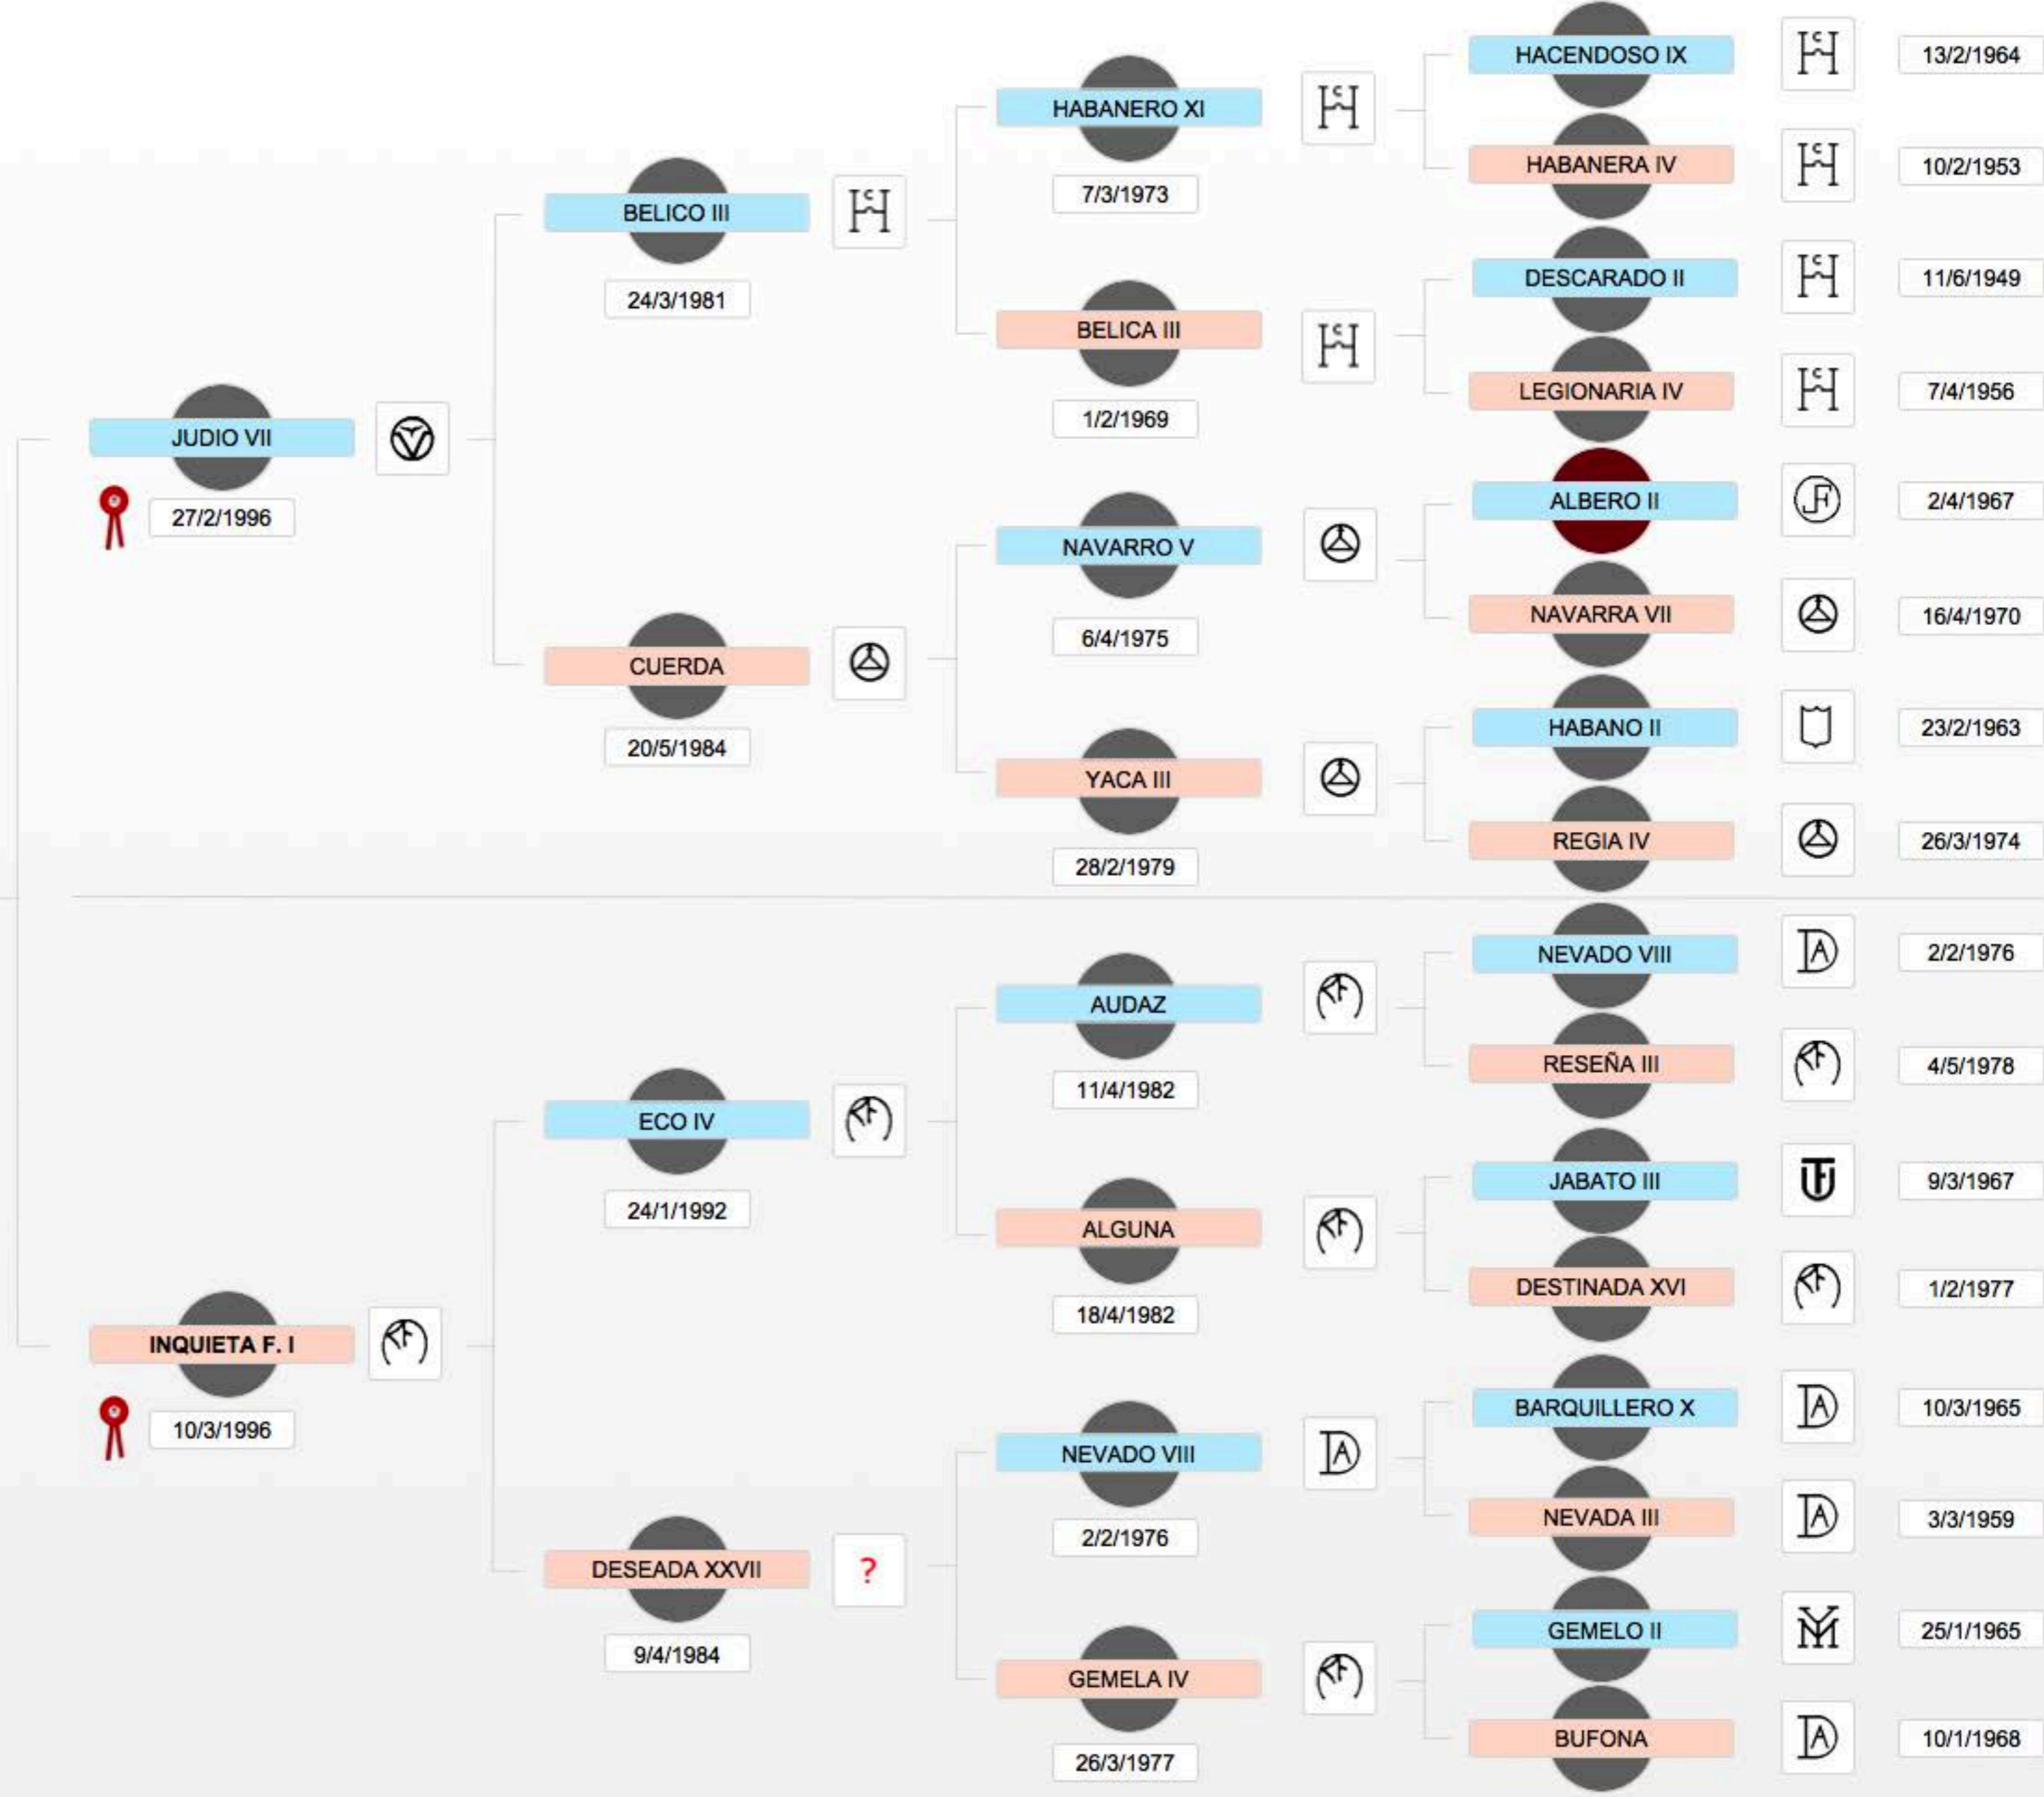 JUDIO VII
27/2/1996
BELICO III
24/3/1981
HABANERO XI
7/3/1973
HACENDOSO IX
13/2/1964
HABANERA IV
10/2/1953
BELICA III
1/2/1969
DESCARADO II
11/6/1949
LEGIONARIA IV
7/4/1956
CUERDA
20/5/1984
NAVARRO V
6/4/1975
ALBERO II
2/4/1967
NAVARRA VII
16/4/1970
YACA III
28/2/1979
HABANO II
23/2/1963
REGIA IV
26/3/1974
INQUIETA F. I
10/3/1996
ECO IV
24/1/1992
AUDAZ
11/4/1982
NEVADO VIII
2/2/1976
RESEÑA III
4/5/1978
ALGUNA
18/4/1982
JABATO III
9/3/1967
DESTINADA XVI
1/2/1977
DESEADA XXVII
?
9/4/1984
NEVADO VIII
2/2/1976
BARQUILLERO X
10/3/1965
NEVADA III
3/3/1959
GEMELA IV
26/3/1977
GEMELO II
25/1/1965
BUFONA
10/1/1968